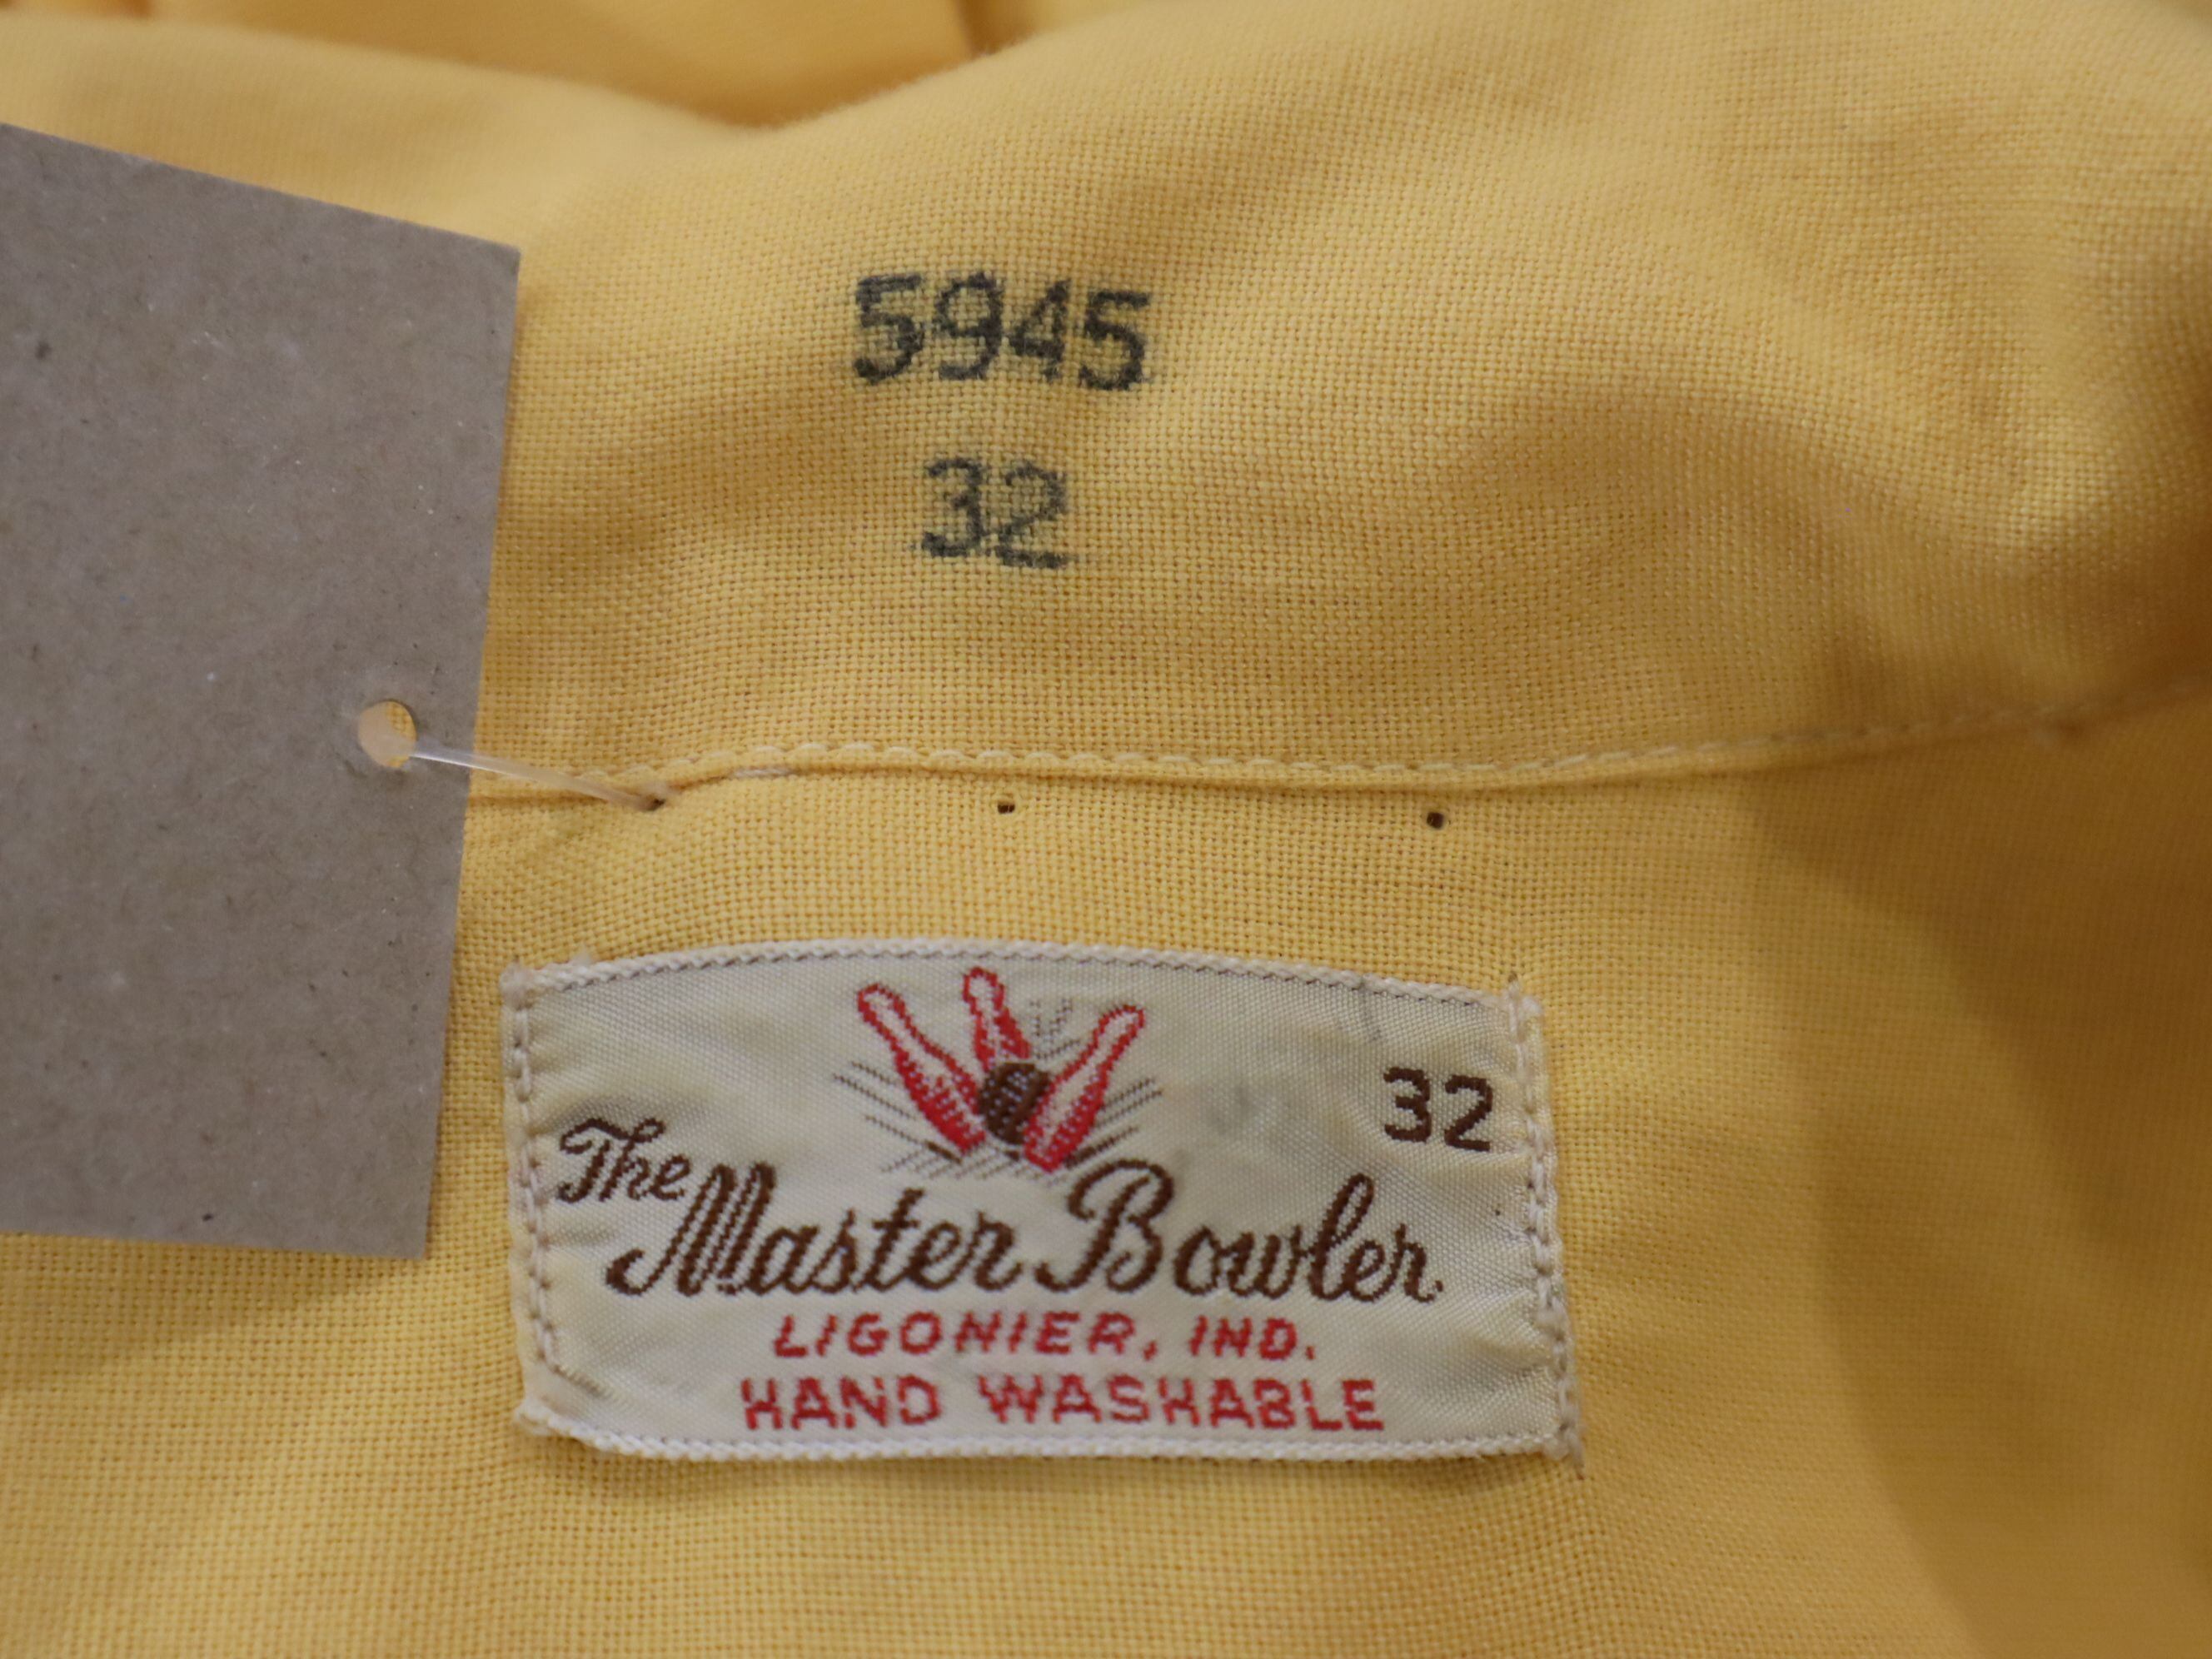 5945
32
32
The Master Bowler
LIGONIER, IND.
HAND WASHABLE